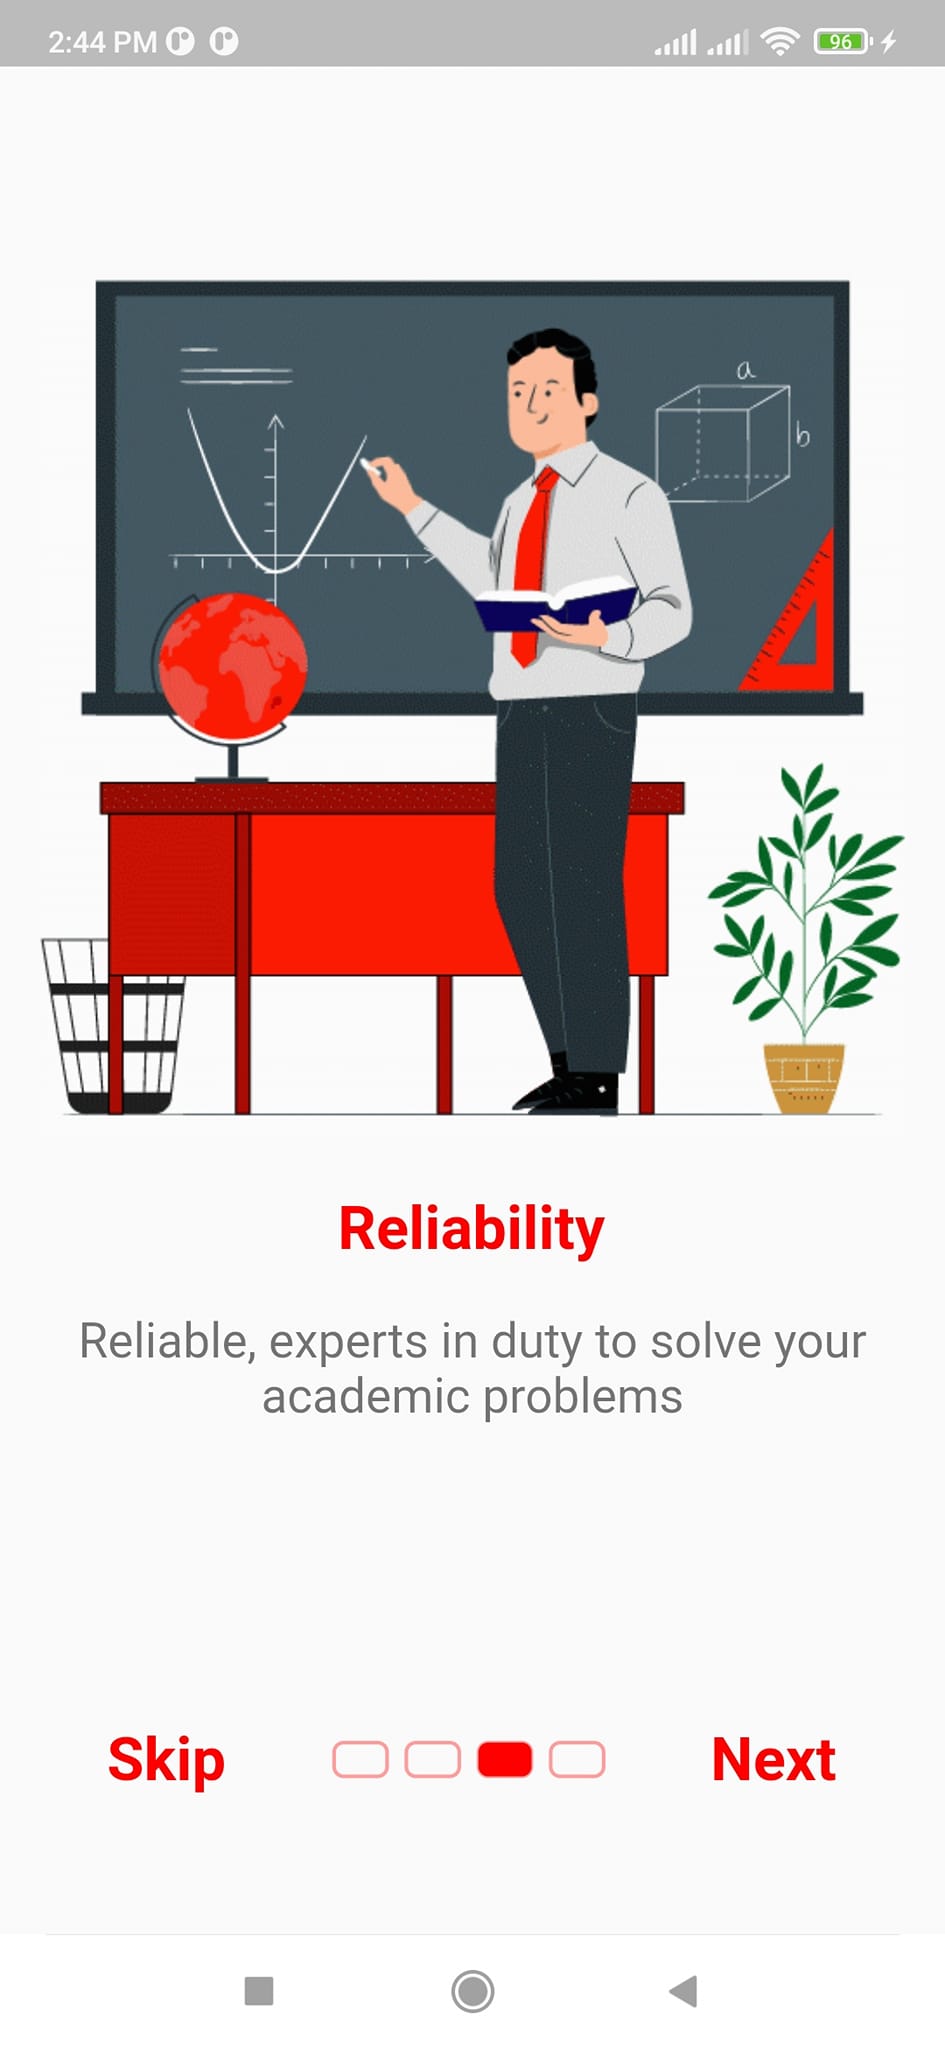 2:44 PM
96
a
b
Reliability
Reliable, experts in duty to solve your
academic problems
Skip
Next